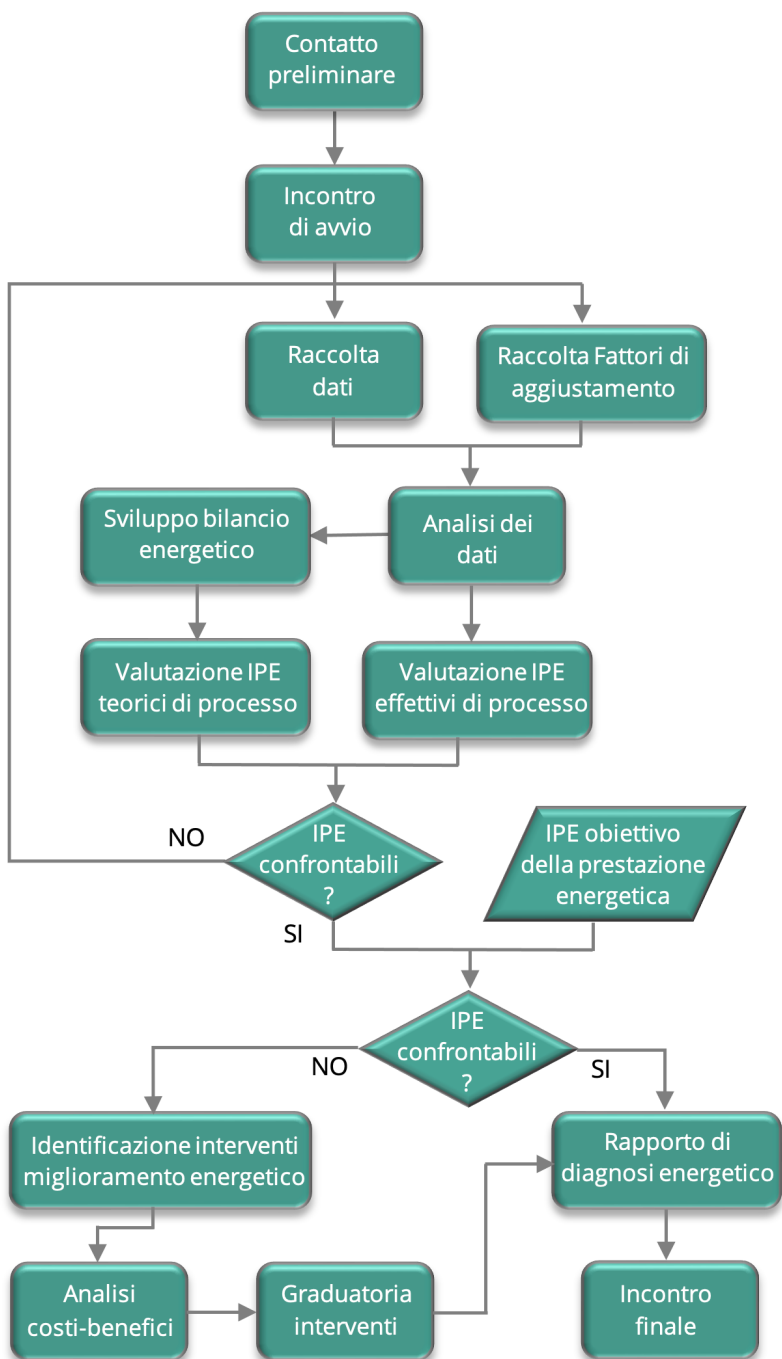 Contatto
preliminare
Incontro
di avvio
Raccolta
dati
Raccolta Fattori di
aggiustamento
Sviluppo bilancio
energetico
Analisi dei
dati
Valutazione IPE
teorici di processo
Valutazione IPE
effettivi di processo
NO
IPE
confrontabili
?
SI
IPE obiettivo
della prestazione
energetica
IPE
confrontabili
?
NO
SI
Identificazione interventi
miglioramento energetico
Rapporto di
diagnosi energetico
Analisi
costi-benefici
Graduatoria
interventi
Incontro
finale